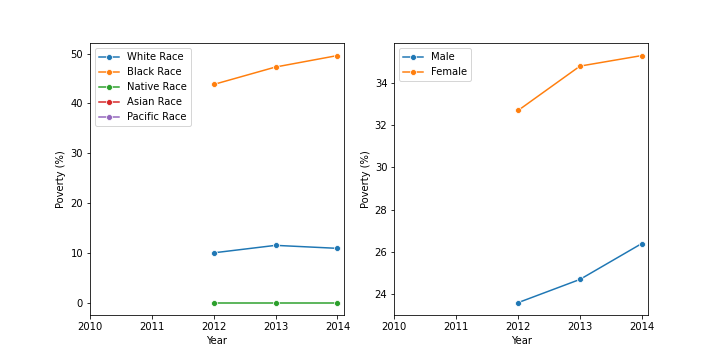 White Race
Black Race
Native Race
Asian Race
Pacific Race
50
40
30
20
10
0
Poverty (%)
2010 2011 2012 2013 2014
Year
Male
Female
34
32
30
28
26
24
Poverty (%)
2010 2011 2012 2013 2014
Year